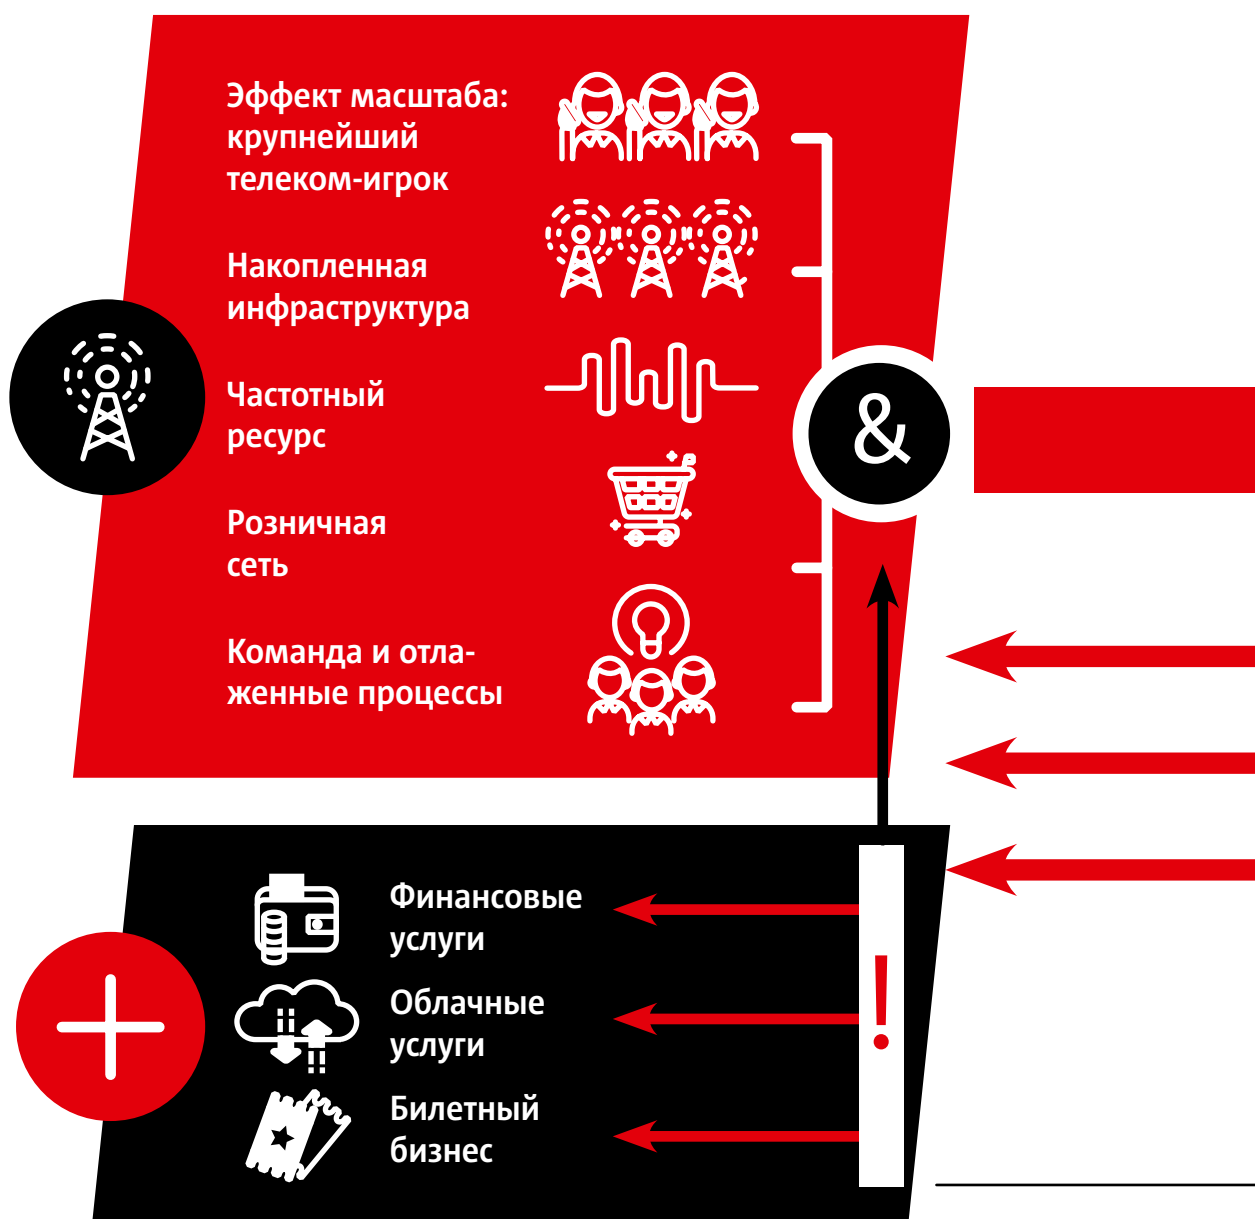 Эффект масштаба:
крупнейший
телеком-игрок
Накопленная
инфраструктура
Частотный
ресурс
&
Розничная
сеть
Команда и отла-
женные процессы
Финансовые
услуги
Облачные
услуги
!
Билетный
бизнес